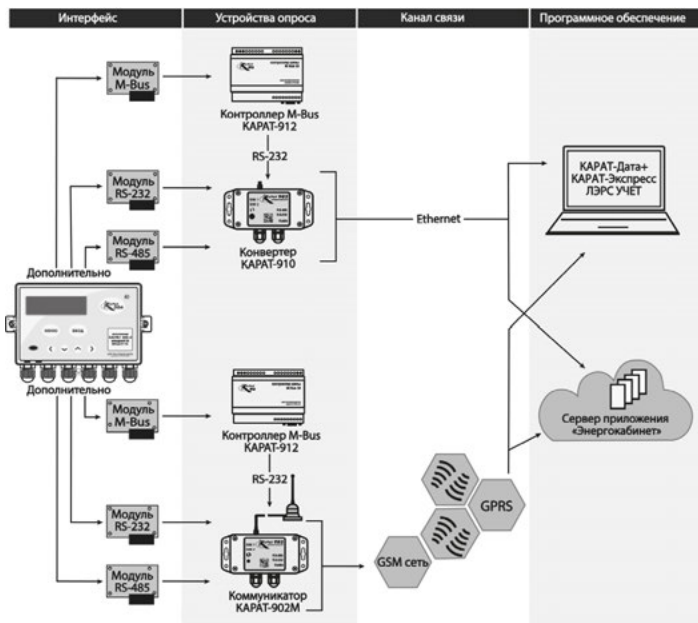 Интерфейс
Устройства опроса
Канал связи
Программное обеспечение
Модуль
M-Bus
Контроллер M-Bus
КАРАТ-912
RS-232
Модуль
RS-232
Модуль
RS-485
Конвертер
КАРАТ-910
Ethernet
КАРАТ-Дата+
КАРАТ-Экспресс
ЛЭРС УЧЁТ
Дополнительно
МЕНЮ
ВВОД
Дополнительно
Модуль
M-Bus
Контроллер M-Bus
КАРАТ-912
RS-232
Модуль
RS-232
Модуль
RS-485
Коммуникатор
КАРАТ-902М
GSM сеть
GPRS
Сервер приложения
«Энергокабинет»